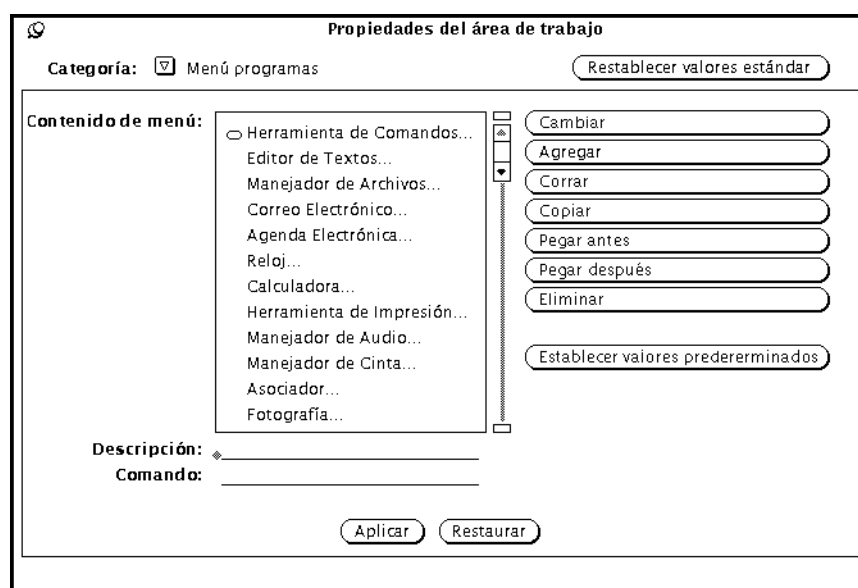 Propiedades del área de trabajo
Categoría: Menú programas
Restablecer valores estándar
Contenido de menú:
Herramienta de Comandos...
Editor de Textos...
Manejador de Archivos...
Correo Electrónico...
Agenda Electrónica...
Reloj...
Calculadora...
Herramienta de Impresión...
Manejador de Audio...
Manejador de Cinta...
Asociador...
Fotografía...
Cambiar
Agregar
Corrar
Copiar
Pegar antes
Pegar después
Eliminar
Establecer vaiores predererminados
Descripción:
Comando:
Aplicar
Restaurar